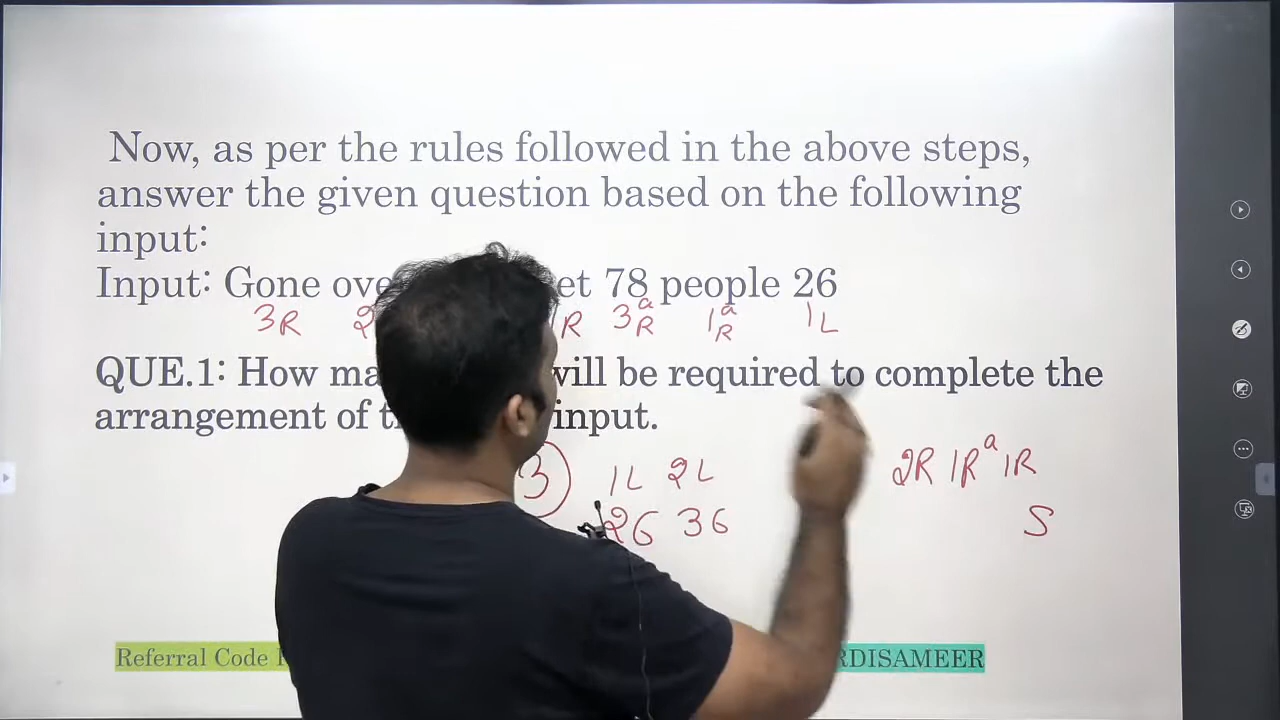 Now, as per the rules followed in the above steps,
answer the given question based on the following
input:
Input: Gone et 78 people 26
3R 2 R 3R a 1R a 1L
QUE.1: How will be required to complete the
arrangement of input.
3 1L 2L 2R 1R a 1R
26 36 S
Referral Code RDISAMEER